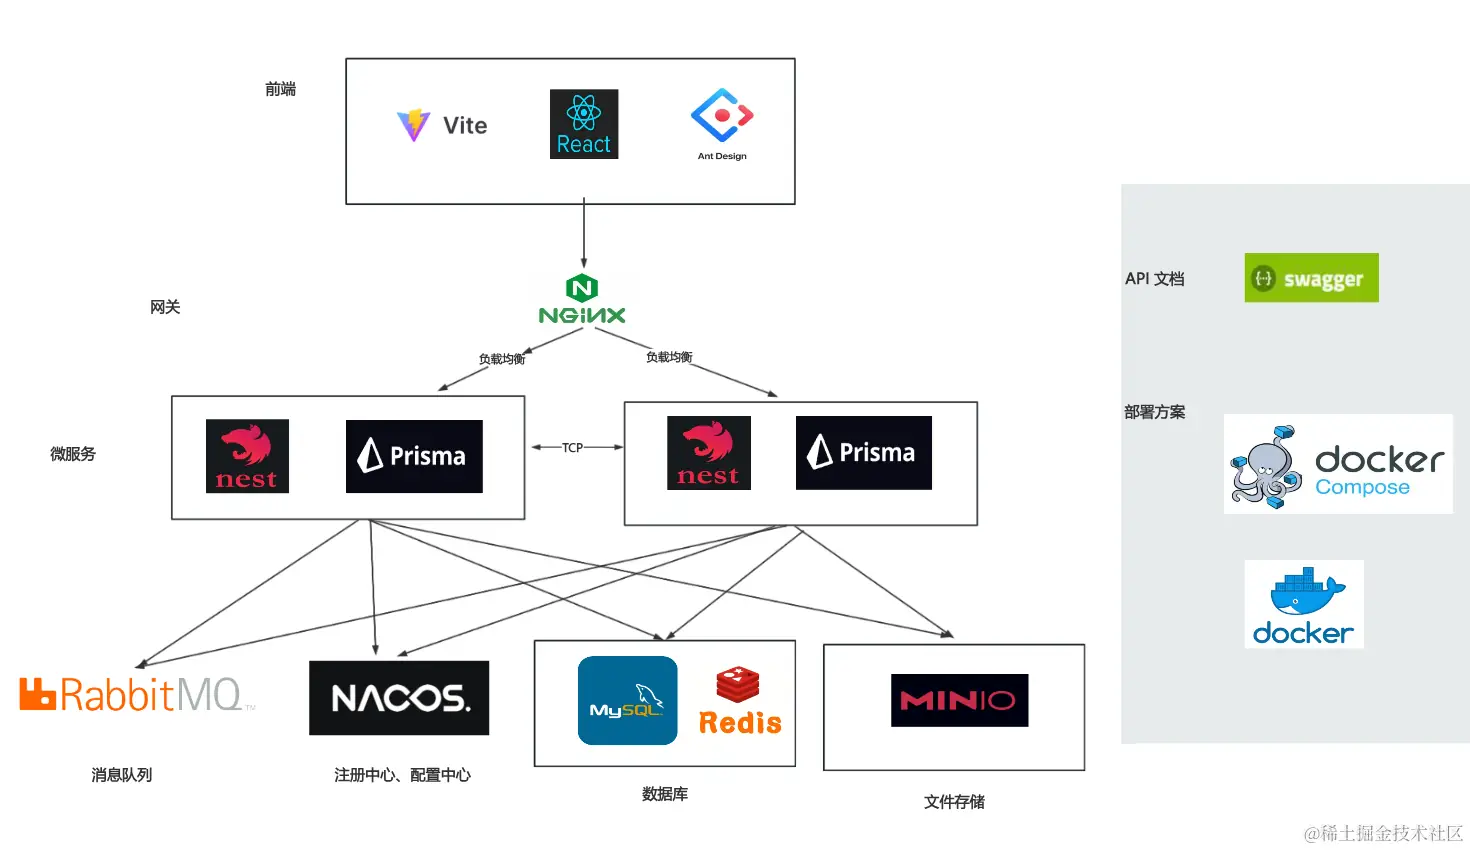 前端
Vite
React
Ant Design
API 文档
swagger
网关
NGINX
负载均衡
负载均衡
部署方案
docker
Compose
微服务
nest
Prisma
TCP
nest
Prisma
docker
RabbitMQ™
NACOS.
MySQL.
Redis
MINIO
消息队列
注册中心、配置中心
数据库
文件存储
@稀土掘金技术社区